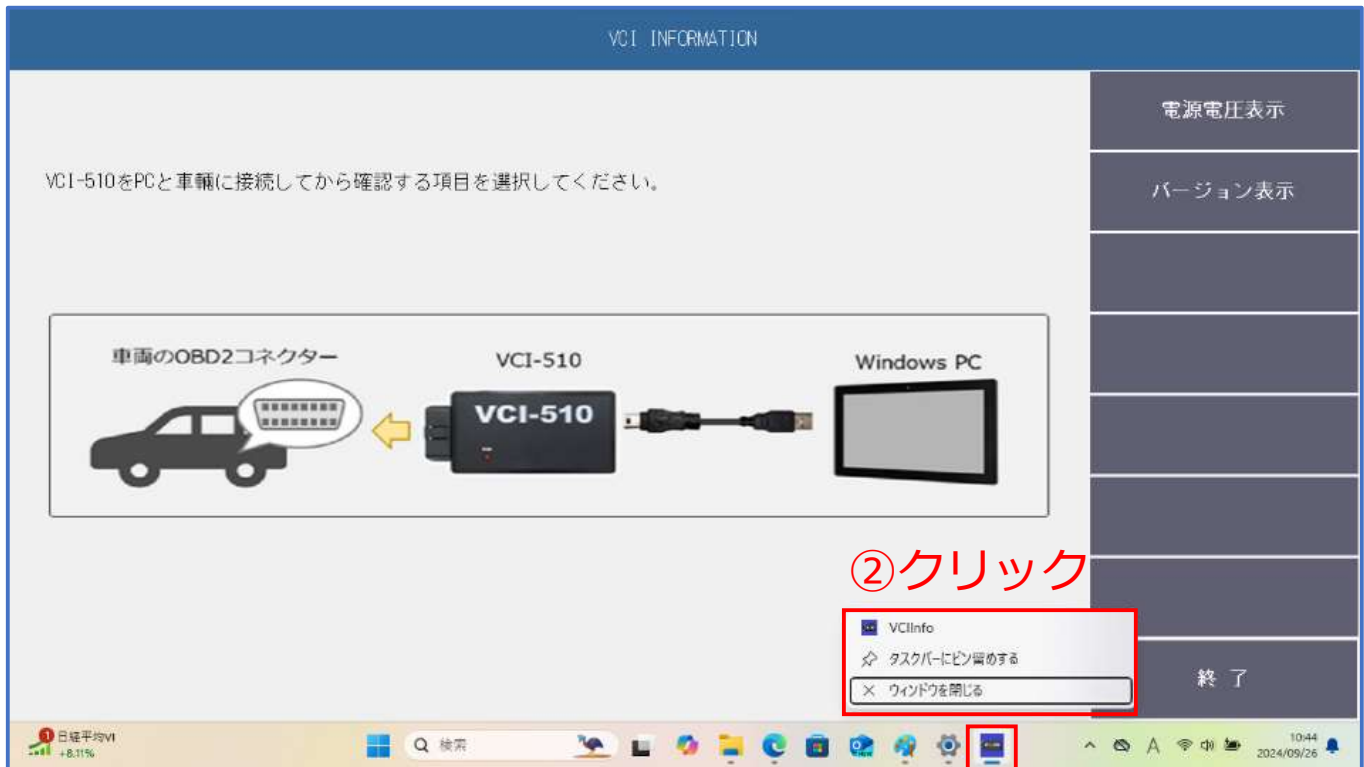 VCI INFORMATION
電源電圧表示
VCI-510をPCと車輌に接続してから確認する項目を選択してください。
バージョン表示
車両のOBD2コネクター
VCI-510
Windows PC
VCI-510
②クリック
VCIInfo
タスクバーにピン留めする
ウィンドウを閉じる
終 了
1
日経平均VI
+8.11%
検索
A
10:44
2024/09/26